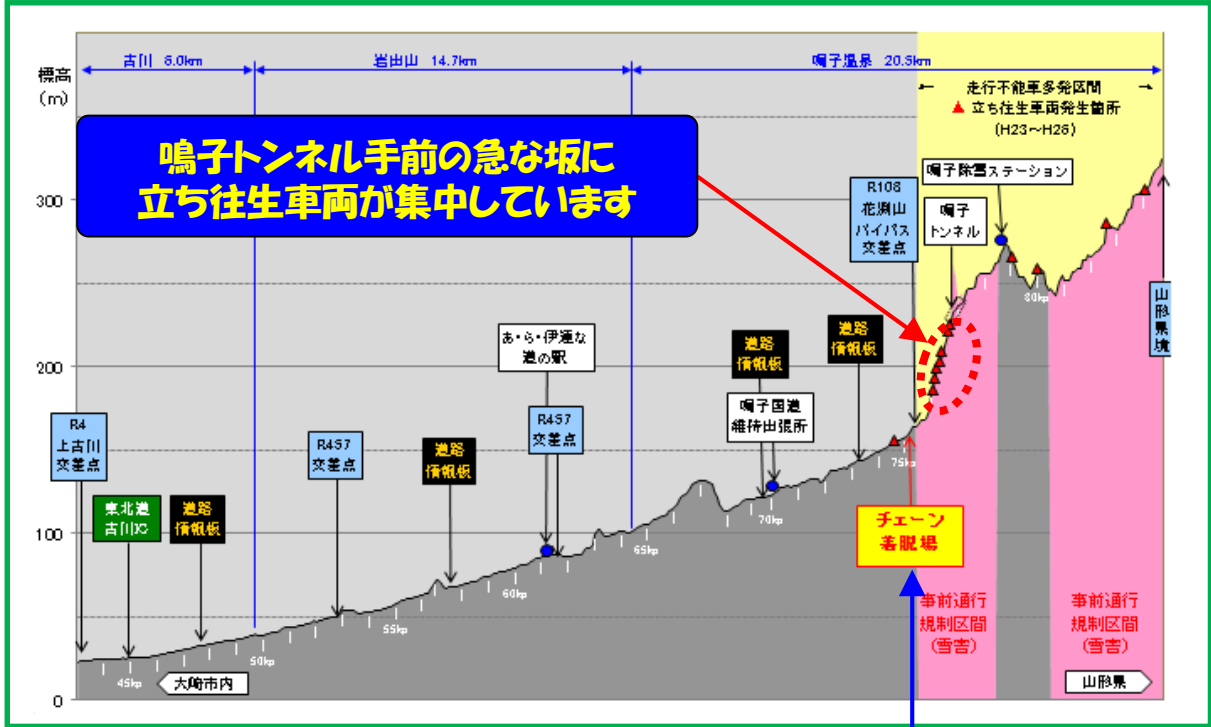 標高
(m)
古川 8.0km
岩出山 14.7km
鳴子温泉 20.5km
走行不能車多発区間
▲ 立ち往生車両発生箇所
(H23～H28)
鳴子トンネル手前の急な坂に
立ち往生車両が集中しています
300
200
100
0
R108
花渕山
バイパス
交差点
鳴子除雪ステーション
鳴子
トンネル
山形県境
あ・ら・伊達な
道の駅
道路
情報板
道路
情報板
R4
上古川
交差点
R457
交差点
道路
情報板
R457
交差点
鳴子国道
維持出張所
東北道
古川IC
道路
情報板
チェーン
着脱場
45kp
50kp
55kp
60kp
65kp
70kp
75kp
80kp
事前通行
規制区間
(雪害)
事前通行
規制区間
(雪害)
大崎市内
山形県